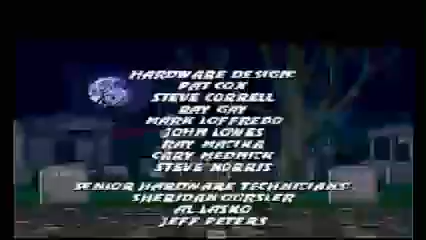 HARDWARE DESIGN
PAT COX
STEVE CORRELL
RAY GAY
MARK LOFFREDO
JOHN LOWES
RAY MACIKA
CARY MEDNICK
STEVE NORRIS
SENIOR HARDWARE TECHNICIANS
SHERIDAN OURSLER
AL LASKO
JEFF PETERS